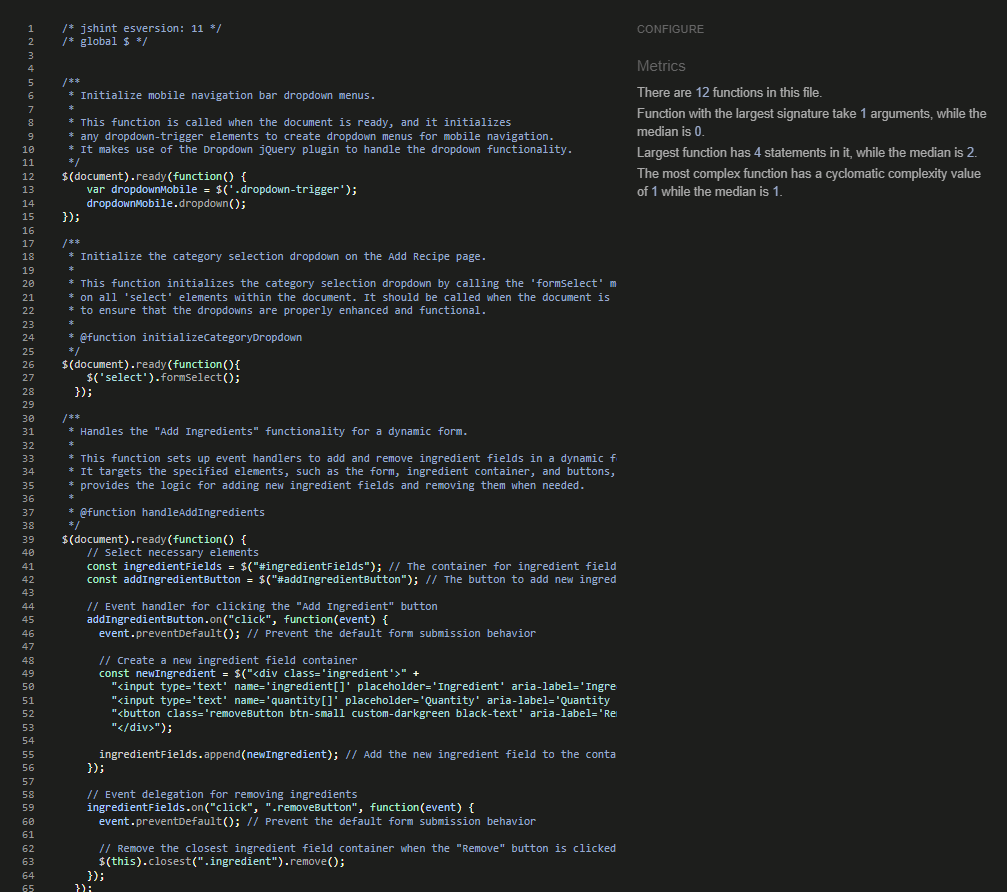 1 /* jshint esversion: 11 */
2 /* global $ */
3
4
5 /**
6 * Initialize mobile navigation bar dropdown menus.
7 *
8 * This function is called when the document is ready, and it initializes
9 * any dropdown-trigger elements to create dropdown menus for mobile navigation.
10 * It makes use of the Dropdown jQuery plugin to handle the dropdown functionality.
11 */
12 $(document).ready(function() {
13 var dropdownMobile = $('.dropdown-trigger');
14 dropdownMobile.dropdown();
15 });
16
17 /**
18 * Initialize the category selection dropdown on the Add Recipe page.
19 *
20 * This function initializes the category selection dropdown by calling the 'formSelect' m
21 * on all 'select' elements within the document. It should be called when the document is
22 * to ensure that the dropdowns are properly enhanced and functional.
23 *
24 * @function initializeCategoryDropdown
25 */
26 $(document).ready(function(){
27 $('select').formSelect();
28 });
29
30 /**
31 * Handles the "Add Ingredients" functionality for a dynamic form.
32 *
33 * This function sets up event handlers to add and remove ingredient fields in a dynamic f
34 * It targets the specified elements, such as the form, ingredient container, and buttons,
35 * provides the logic for adding new ingredient fields and removing them when needed.
36 *
37 * @function handleAddIngredients
38 */
39 $(document).ready(function() {
40 // Select necessary elements
41 const ingredientFields = $("#ingredientFields"); // The container for ingredient field
42 const addIngredientButton = $("#addIngredientButton"); // The button to add new ingred
43
44 // Event handler for clicking the "Add Ingredient" button
45 addIngredientButton.on("click", function(event) {
46 event.preventDefault(); // Prevent the default form submission behavior
47
48 // Create a new ingredient field container
49 const newIngredient = $("<div class='ingredient'>" +
50 "<input type='text' name='ingredient[]' placeholder='Ingredient' aria-label='Ingre
51 "<input type='text' name='quantity[]' placeholder='Quantity' aria-label='Quantity
52 "<button class='removeButton btn-small custom-darkgreen black-text' aria-label='Re
53 "</div>");
54
55 ingredientFields.append(newIngredient); // Add the new ingredient field to the conta
56 });
57
58 // Event delegation for removing ingredients
59 ingredientFields.on("click", ".removeButton", function(event) {
60 event.preventDefault(); // Prevent the default form submission behavior
61
62 // Remove the closest ingredient field container when the "Remove" button is clicked
63 $(this).closest(".ingredient").remove();
64 });
65 });
CONFIGURE
Metrics
There are 12 functions in this file.
Function with the largest signature take 1 arguments, while the
median is 0.
Largest function has 4 statements in it, while the median is 2.
The most complex function has a cyclomatic complexity value
of 1 while the median is 1.